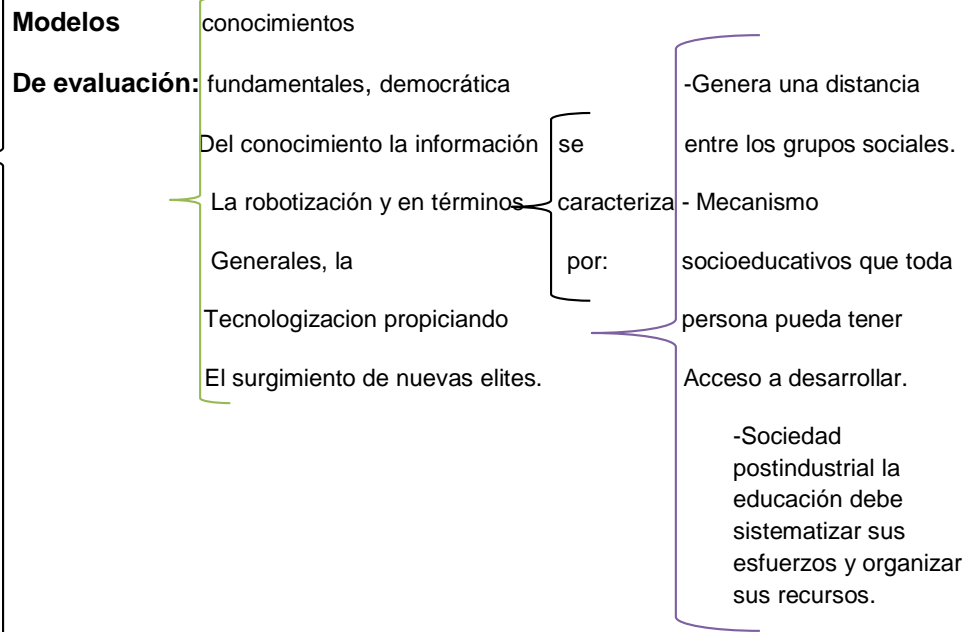 Modelos conocimientos
De evaluación: fundamentales, democrática -Genera una distancia
Del conocimiento la información se entre los grupos sociales.
La robotización y en términos caracteriza - Mecanismo
Generales, la por: socioeducativos que toda
Tecnologizacion propiciando persona pueda tener
El surgimiento de nuevas elites. Acceso a desarrollar.
-Sociedad
postindustrial la
educación debe
sistematizar sus
esfuerzos y organizar
sus recursos.